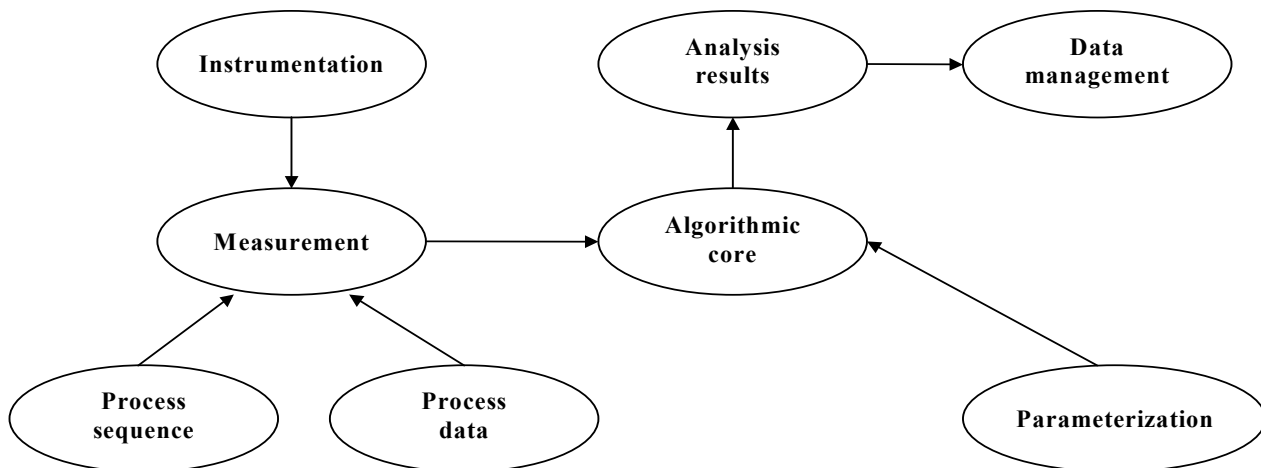 Instrumentation
Analysis
results
Data
management
Measurement
Algorithmic
core
Process
sequence
Process
data
Parameterization